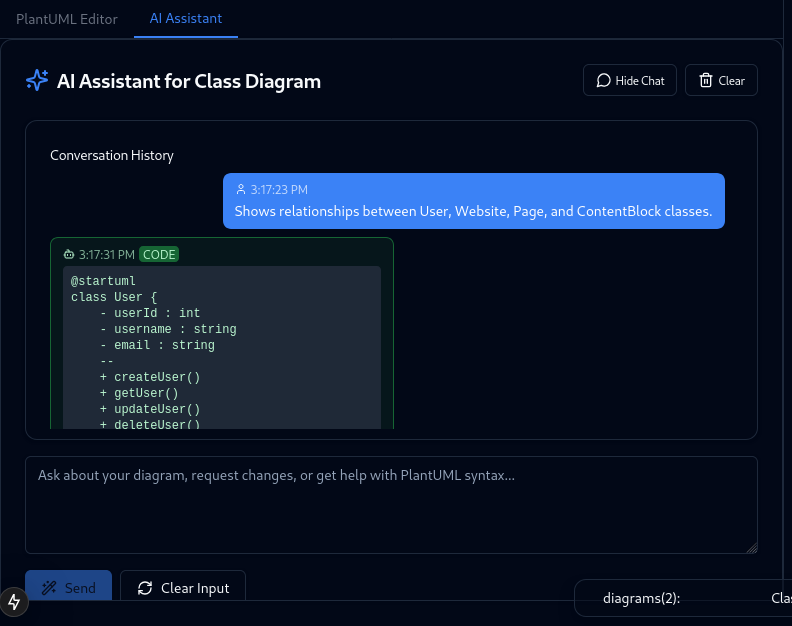 PlantUML Editor
AI Assistant
AI Assistant for Class Diagram
Hide Chat
Clear
Conversation History
3:17:23 PM
Shows relationships between User, Website, Page, and ContentBlock classes.
3:17:31 PM CODE
@startuml
class User {
    - userId : int
    - username : string
    - email : string
    --
    + createUser()
    + getUser()
    + updateUser()
    + deleteUser()
Ask about your diagram, request changes, or get help with PlantUML syntax...
Send
Clear Input
diagrams(2):
Clas